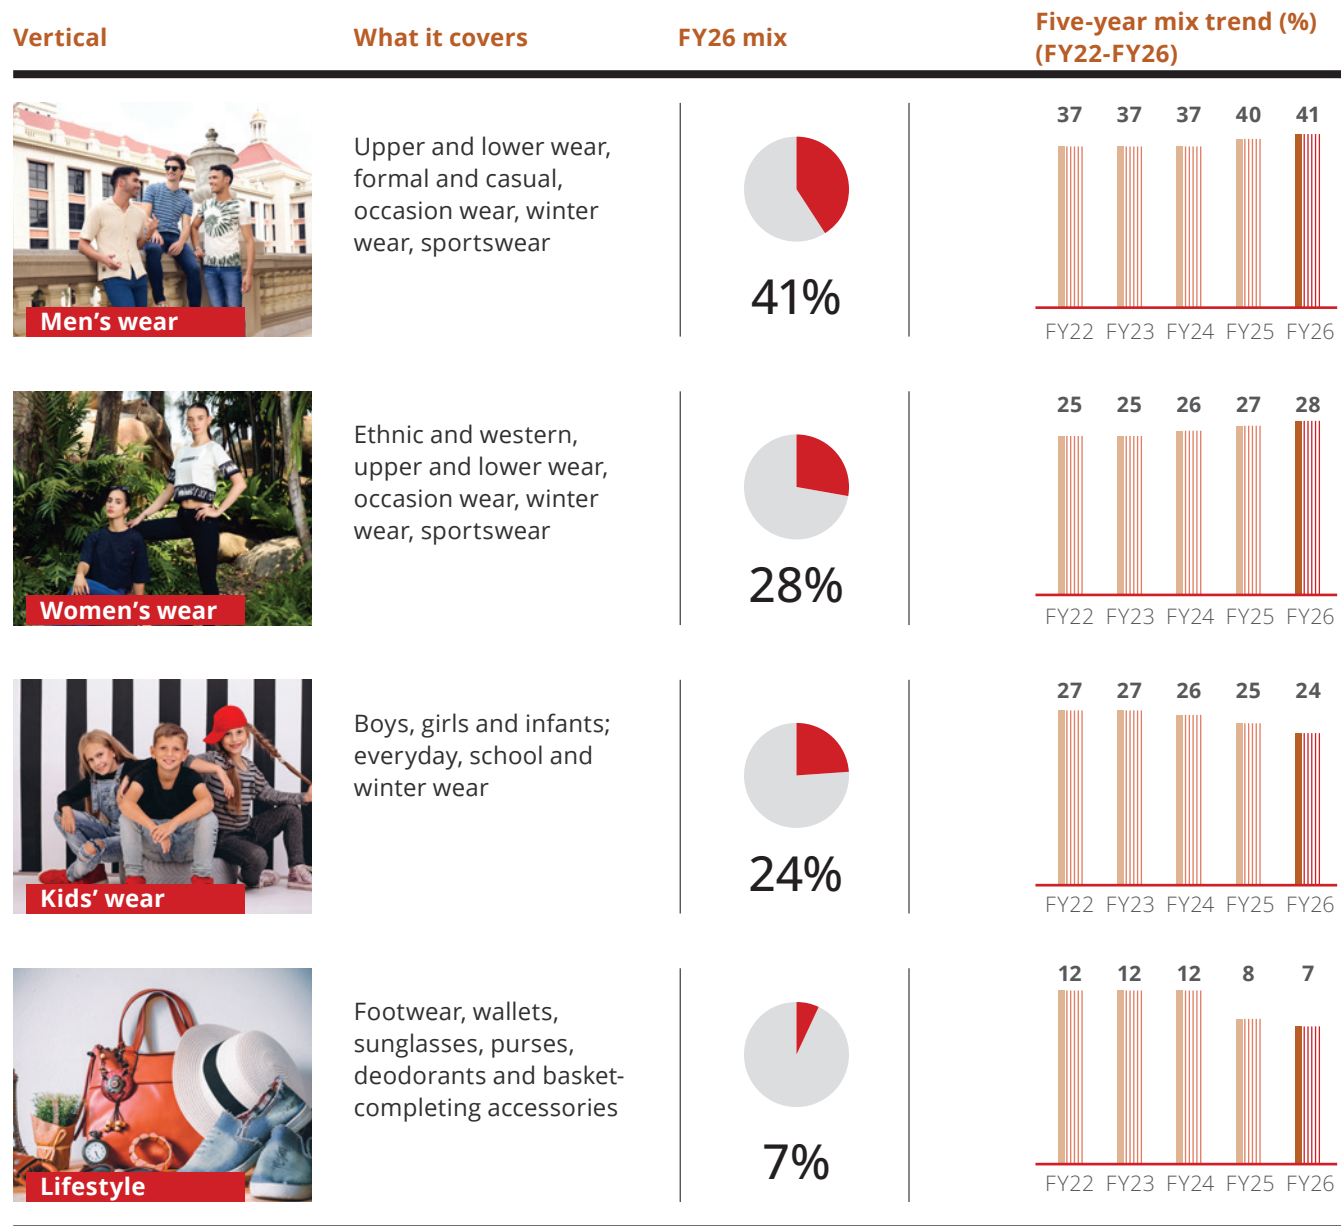 Vertical
What it covers
FY26 mix
Five-year mix trend (%)
(FY22-FY26)
Men’s wear
Upper and lower wear,
formal and casual,
occasion wear, winter
wear, sportswear
41%
37 37 37 40 41
FY22 FY23 FY24 FY25 FY26
Women’s wear
Ethnic and western,
upper and lower wear,
occasion wear, winter
wear, sportswear
28%
25 25 26 27 28
FY22 FY23 FY24 FY25 FY26
Kids’ wear
Boys, girls and infants;
everyday, school and
winter wear
24%
27 27 26 25 24
FY22 FY23 FY24 FY25 FY26
Lifestyle
Footwear, wallets,
sunglasses, purses,
deodorants and basket-
completing accessories
7%
12 12 12 8 7
FY22 FY23 FY24 FY25 FY26